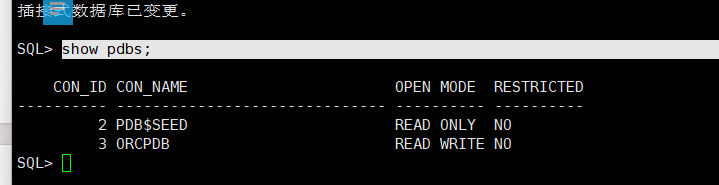 插接式数据库已变更。
SQL> show pdbs;
    CON_ID CON_NAME                       OPEN MODE  RESTRICTED
---------- ------------------------------ ---------- ----------
         2 PDB$SEED                       READ ONLY  NO
         3 ORCPDB                         READ WRITE NO
SQL>